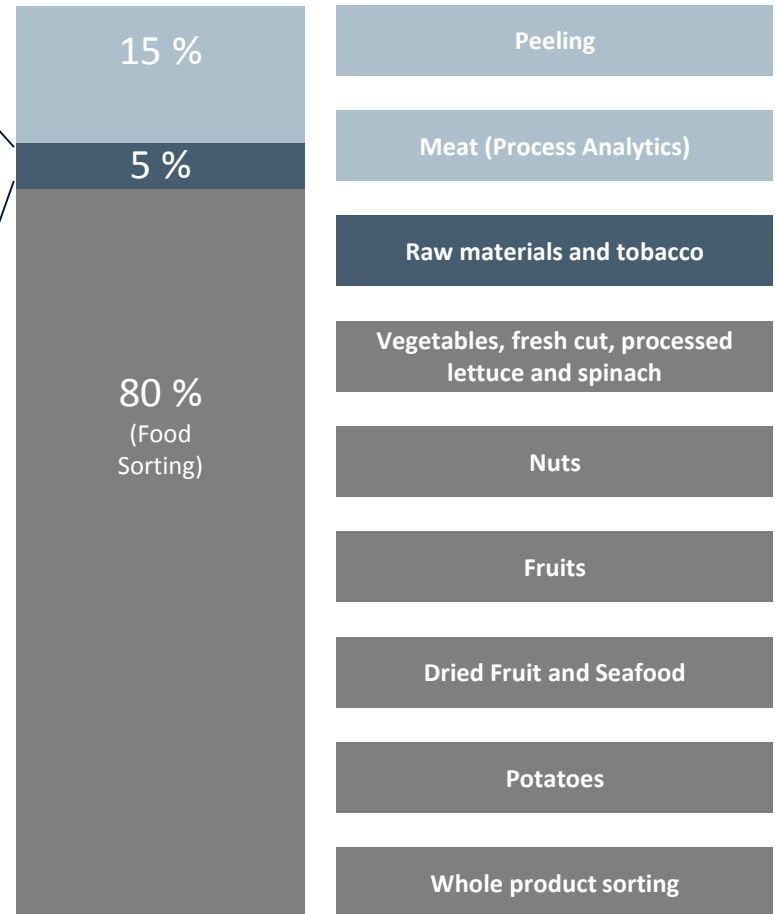 15 %
5 %
80 %
(Food
Sorting)
Peeling
Meat (Process Analytics)
Raw materials and tobacco
Vegetables, fresh cut, processed
lettuce and spinach
Nuts
Fruits
Dried Fruit and Seafood
Potatoes
Whole product sorting